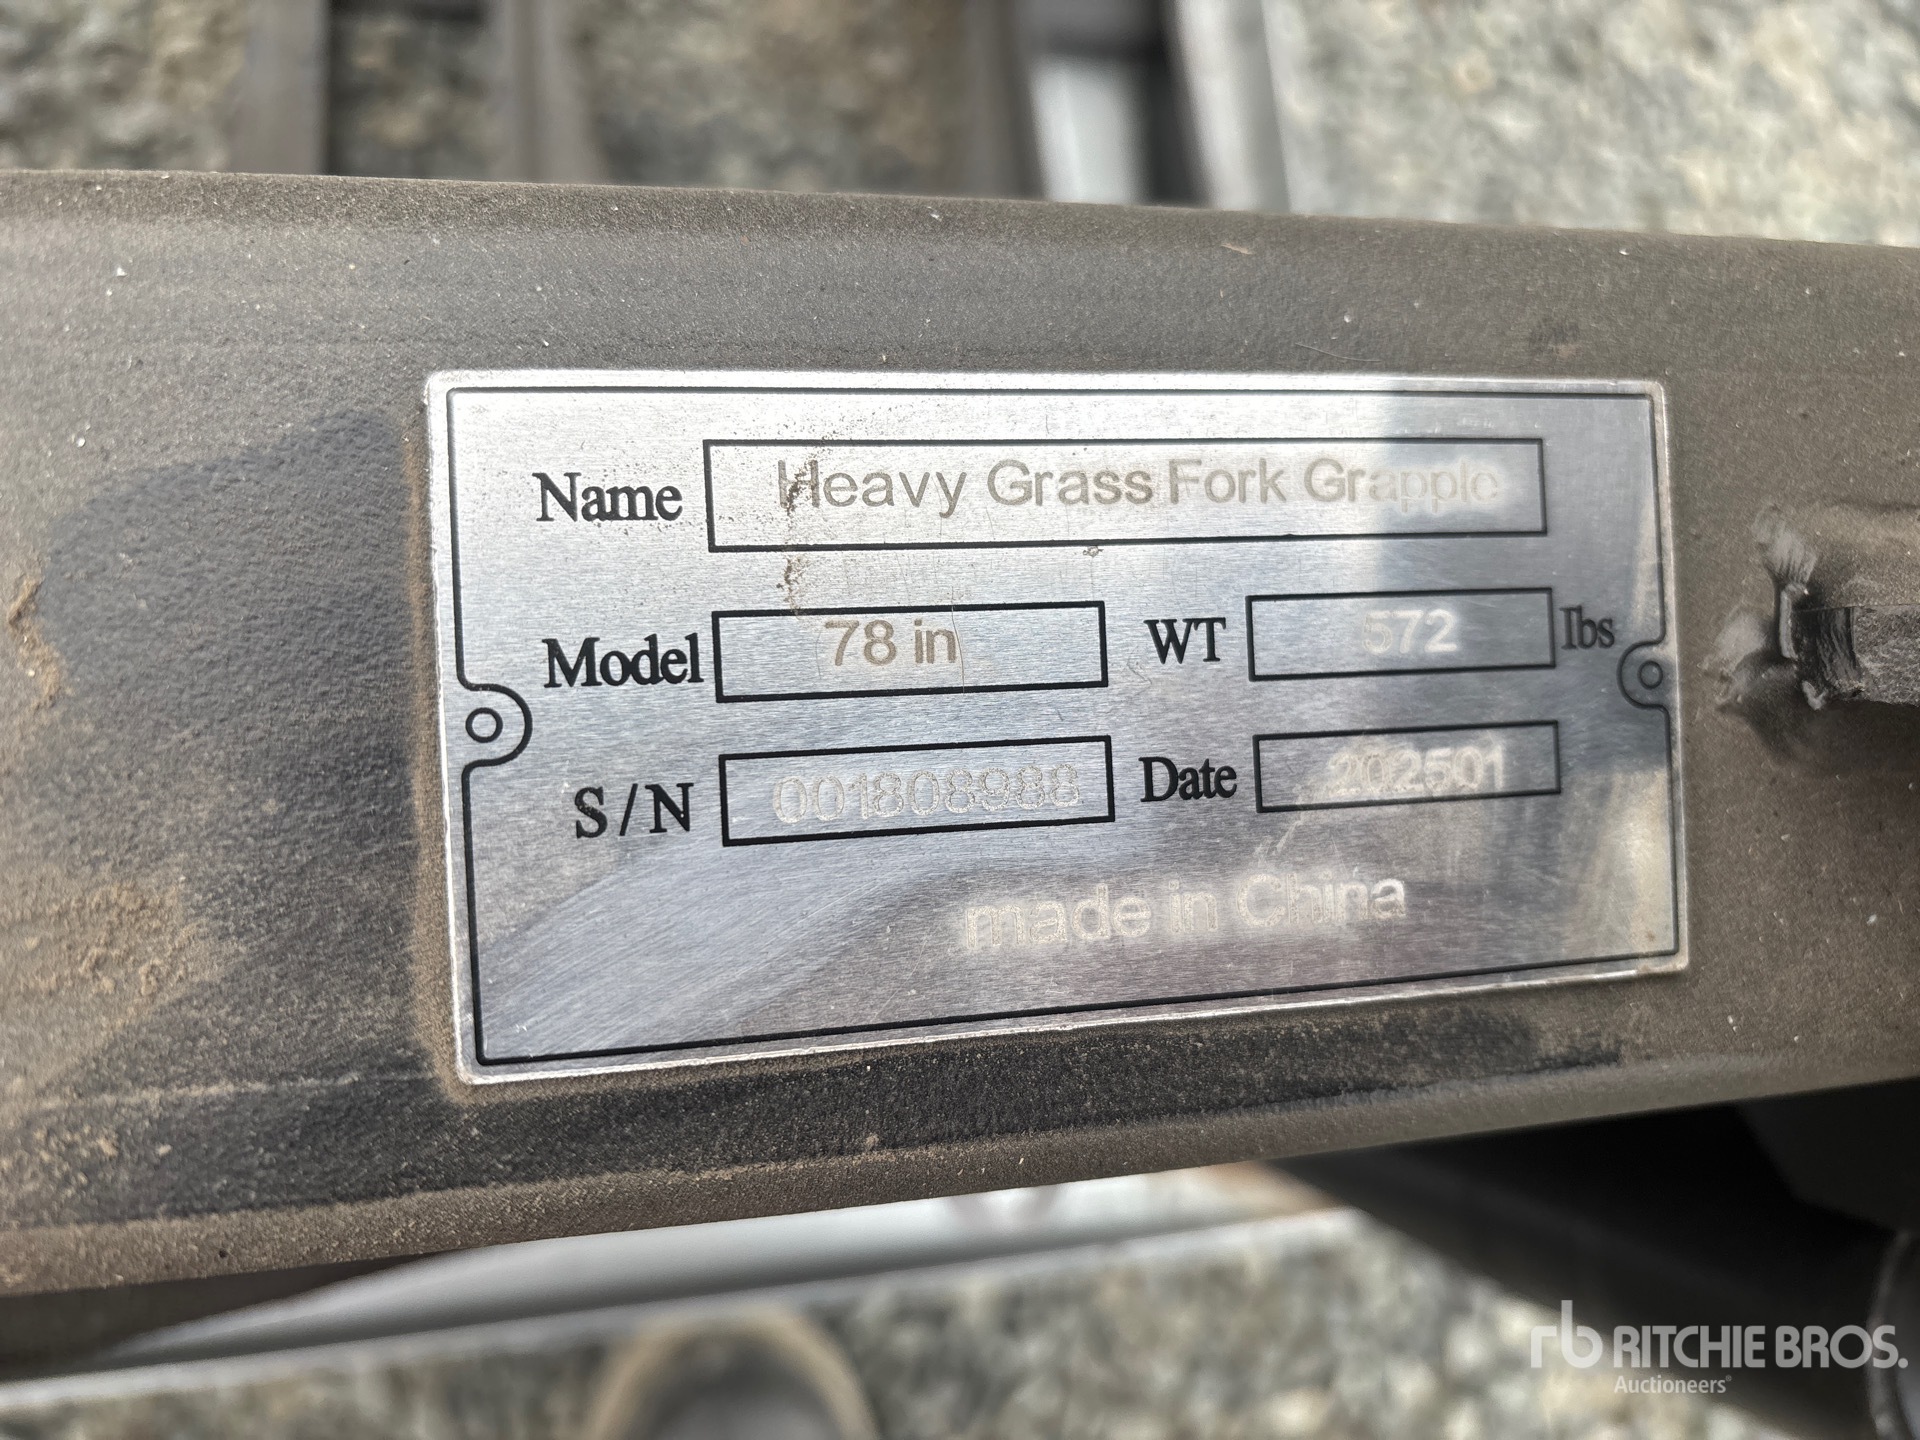 Name Heavy Grass Fork Grapple
Model 78 in WT 572 lbs
S/N 001808988 Date 202501
made in China
rb RITCHIE BROS.
Auctioneers